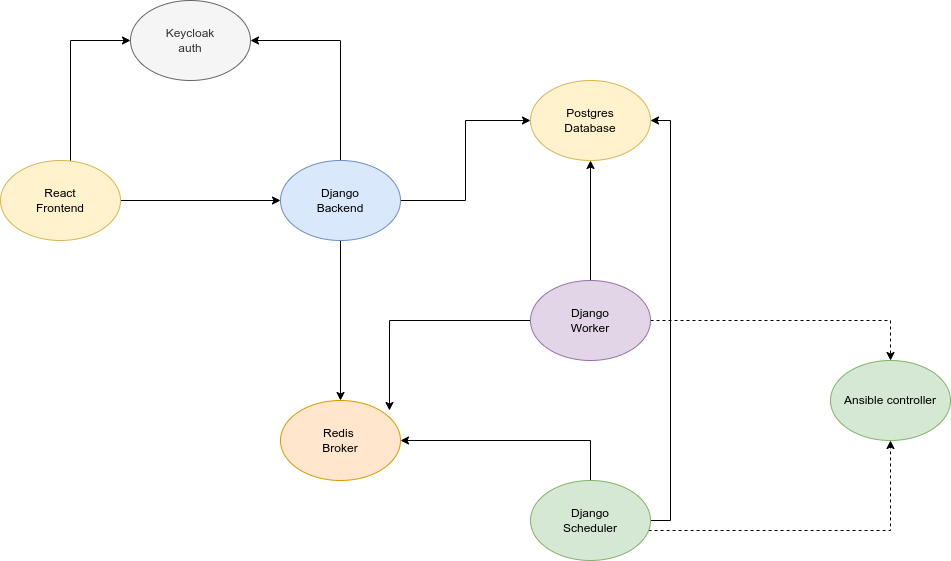 Keycloak
auth
Postgres
Database
React
Frontend
Django
Backend
Django
Worker
Ansible controller
Redis
Broker
Django
Scheduler